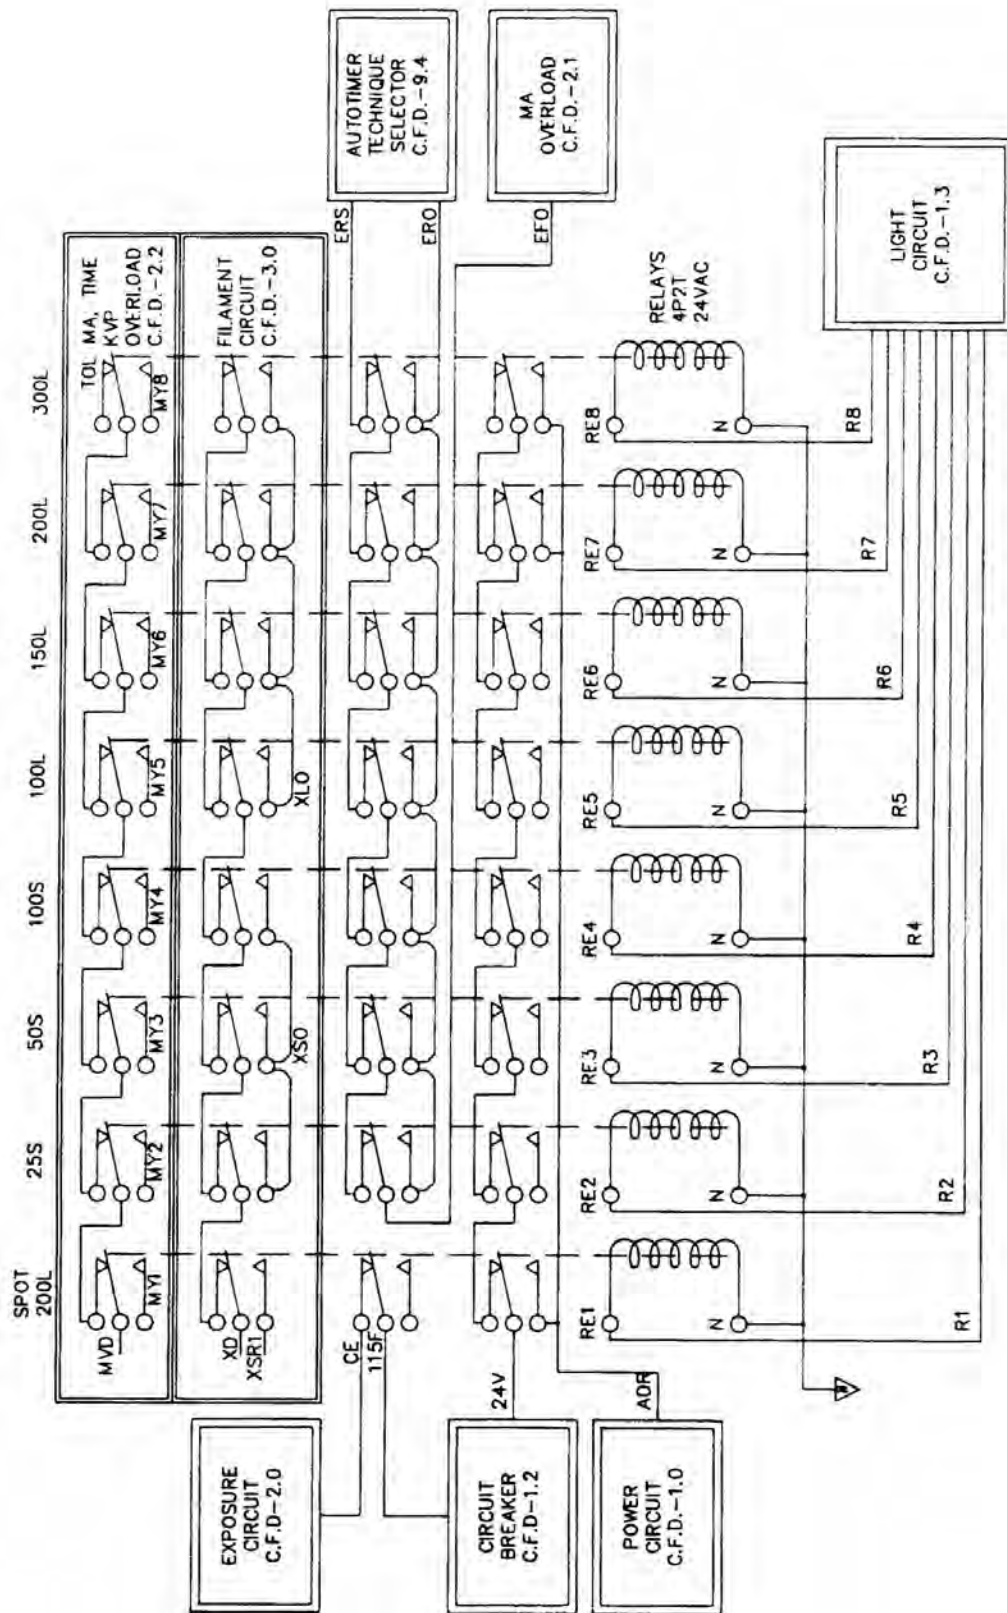 SPOT
200L
25S
50S
100S
100L
150L
200L
300L
TOL MA, TIME
KVP
OVERLOAD
C.F.D.-2.2
MVD
MY1
MY2
MY3
MY4
MY5
MY6
MY7
MY8
FILAMENT
CIRCUIT
C.F.D.-3.0
XD
XSR1
XSO
XLO
EXPOSURE
CIRCUIT
C.F.D-2.0
CE
115F
ERS
ERO
AUTOTIMER
TECHNIQUE
SELECTOR
C.F.D.-9.4
EFO
MA
OVERLOAD
C.F.D-2.1
CIRCUIT
BREAKER
C.F.D-1.2
24V
POWER
CIRCUIT
C.F.D.-1.0
RELAYS
4P2T
24VAC
RE1
RE2
RE3
RE4
RE5
RE6
RE7
RE8
N
N
N
N
N
N
N
N
R1
R2
R3
R4
R5
R6
R7
R8
LIGHT
CIRCUIT
C.F.D.-1.3